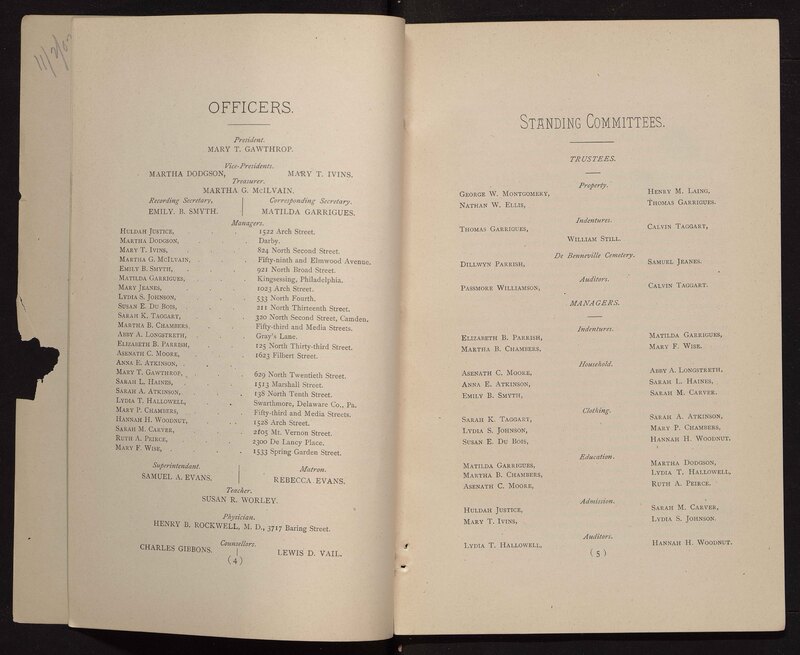 11/2/02
OFFICERS.
President.
MARY T. GAWTHROP.
Vice-Presidents.
MARTHA DODGSON, MARY T. IVINS.
Treasurer.
MARTHA G. McILVAIN.
Recording Secretary, Corresponding Secretary.
EMILY B. SMYTH. MATILDA GARRIGUES.
Managers.
HULDAH JUSTICE, 1522 Arch Street.
MARTHA DODGSON, Darby.
MARY T. IVINS, 824 North Second Street.
MARTHA G. MCILVAIN, Fifty-ninth and Elmwood Avenue.
EMILY B. SMYTH, 921 North Broad Street.
MATILDA GARRIGUES, Kingsessing, Philadelphia.
MARY JEANES, 1023 Arch Street.
LYDIA S. JOHNSON, 533 North Fourth.
SUSAN E. DU BOIS, 211 North Thirteenth Street.
SARAH K. TAGGART, 320 North Second Street, Camden.
MARTHA B. CHAMBERS, Fifty-third and Media Streets.
ABBY A. LONGSTRETH, Gray's Lane.
ELIZABETH B. PARRISH, 125 North Thirty-third Street.
ASENATH C. MOORE, 1623 Filbert Street.
ANNA E. ATKINSON,
MARY T. GAWTHROP, 629 North Twentieth Street.
SARAH L. HAINES, 1513 Marshall Street.
SARAH A. ATKINSON, 138 North Tenth Street.
LYDIA T. HALLOWELL, Swarthmore, Delaware Co., Pa.
MARY P. CHAMBERS, Fifty-third and Media Streets.
HANNAH H. WOODNUT, 1528 Arch Street.
SARAH M. CARVER, 2605 Mt. Vernon Street.
RUTH A. PEIRCE, 2300 De Lancy Place.
MARY F. WISE, 1533 Spring Garden Street.
Superintendant. Matron.
SAMUEL A. EVANS. REBECCA EVANS.
Teacher.
SUSAN R. WORLEY.
Physician.
HENRY B. ROCKWELL, M. D., 3717 Baring Street.
Counsellors.
CHARLES GIBBONS. LEWIS D. VAIL.
(4)
STANDING COMMITTEES.
TRUSTEES.
Property.
GEORGE W. MONTGOMERY, HENRY M. LAING,
NATHAN W. ELLIS, THOMAS GARRIGUES.
Indentures.
THOMAS GARRIGUES, CALVIN TAGGART,
WILLIAM STILL.
De Benneville Cemetery.
DILLWYN PARRISH, SAMUEL JEANES.
Auditors.
PASSMORE WILLIAMSON, CALVIN TAGGART.
MANAGERS.
Indentures.
ELIZABETH B. PARRISH, MATILDA GARRIGUES,
MARTHA B. CHAMBERS, MARY F. WISE.
Household.
ASENATH C. MOORE, ABBY A. LONGSTRETH,
ANNA E. ATKINSON, SARAH L. HAINES,
EMILY B. SMYTH, SARAH M. CARVER.
Clothing.
SARAH K. TAGGART, SARAH A. ATKINSON,
LYDIA S. JOHNSON, MARY P. CHAMBERS,
SUSAN E. DU BOIS, HANNAH H. WOODNUT,
Education.
MATILDA GARRIGUES, MARTHA DODGSON,
MARTHA B. CHAMBERS, LYDIA T. HALLOWELL,
ASENATH C. MOORE, RUTH A. PEIRCE.
Admission.
HULDAH JUSTICE, SARAH M. CARVER,
MARY T. IVINS, LYDIA S. JOHNSON.
Auditors.
LYDIA T. HALLOWELL, HANNAH H. WOODNUT.
(5)